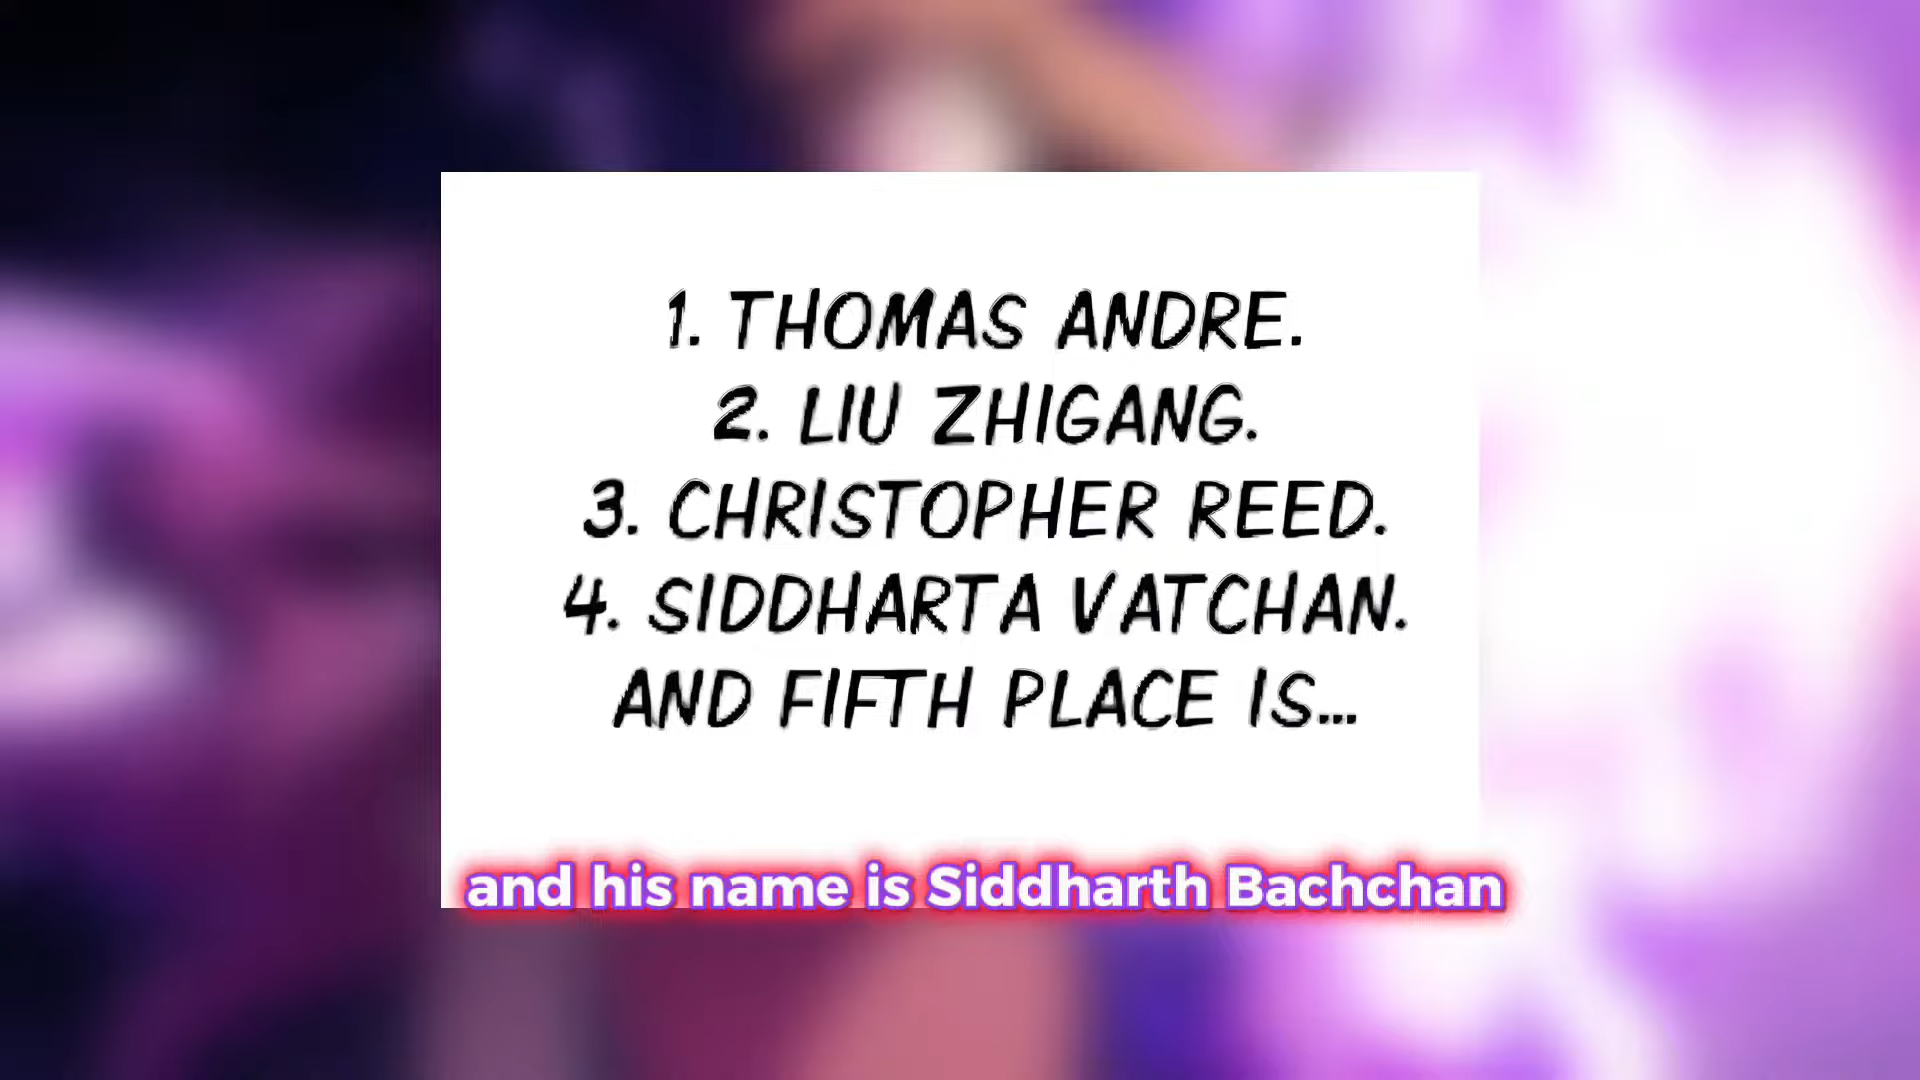 1. THOMAS ANDRE.
2. LIU ZHIGANG.
3. CHRISTOPHER REED.
4. SIDDHARTA VATCHAN.
AND FIFTH PLACE IS...
and his name is Siddharth Bachchan